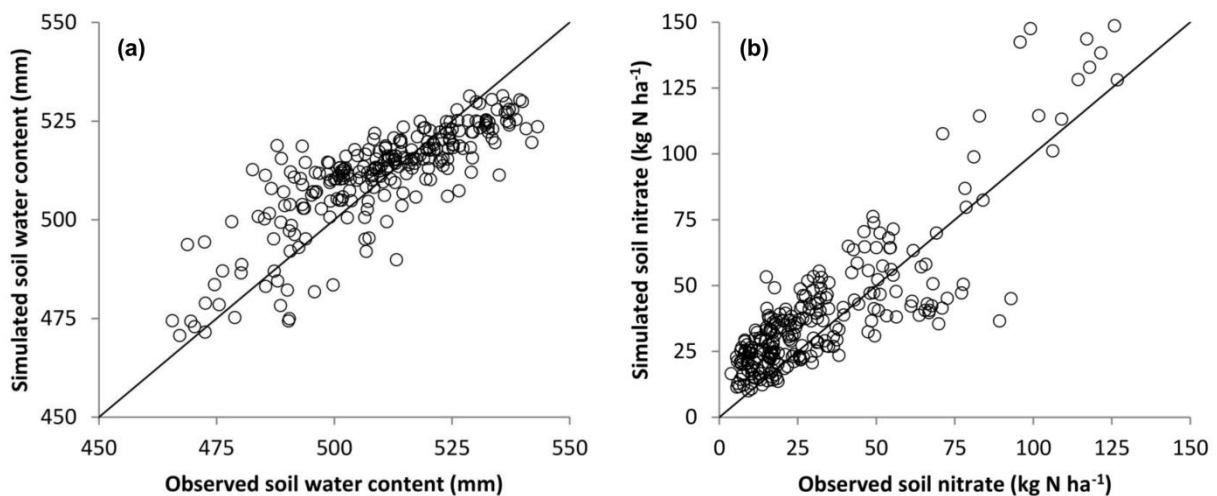 (a)
Simulated soil water content (mm)
550
525
500
475
450
450 475 500 525 550
Observed soil water content (mm)
(b)
Simulated soil nitrate (kg N ha⁻¹)
150
125
100
75
50
25
0
0 25 50 75 100 125 150
Observed soil nitrate (kg N ha⁻¹)